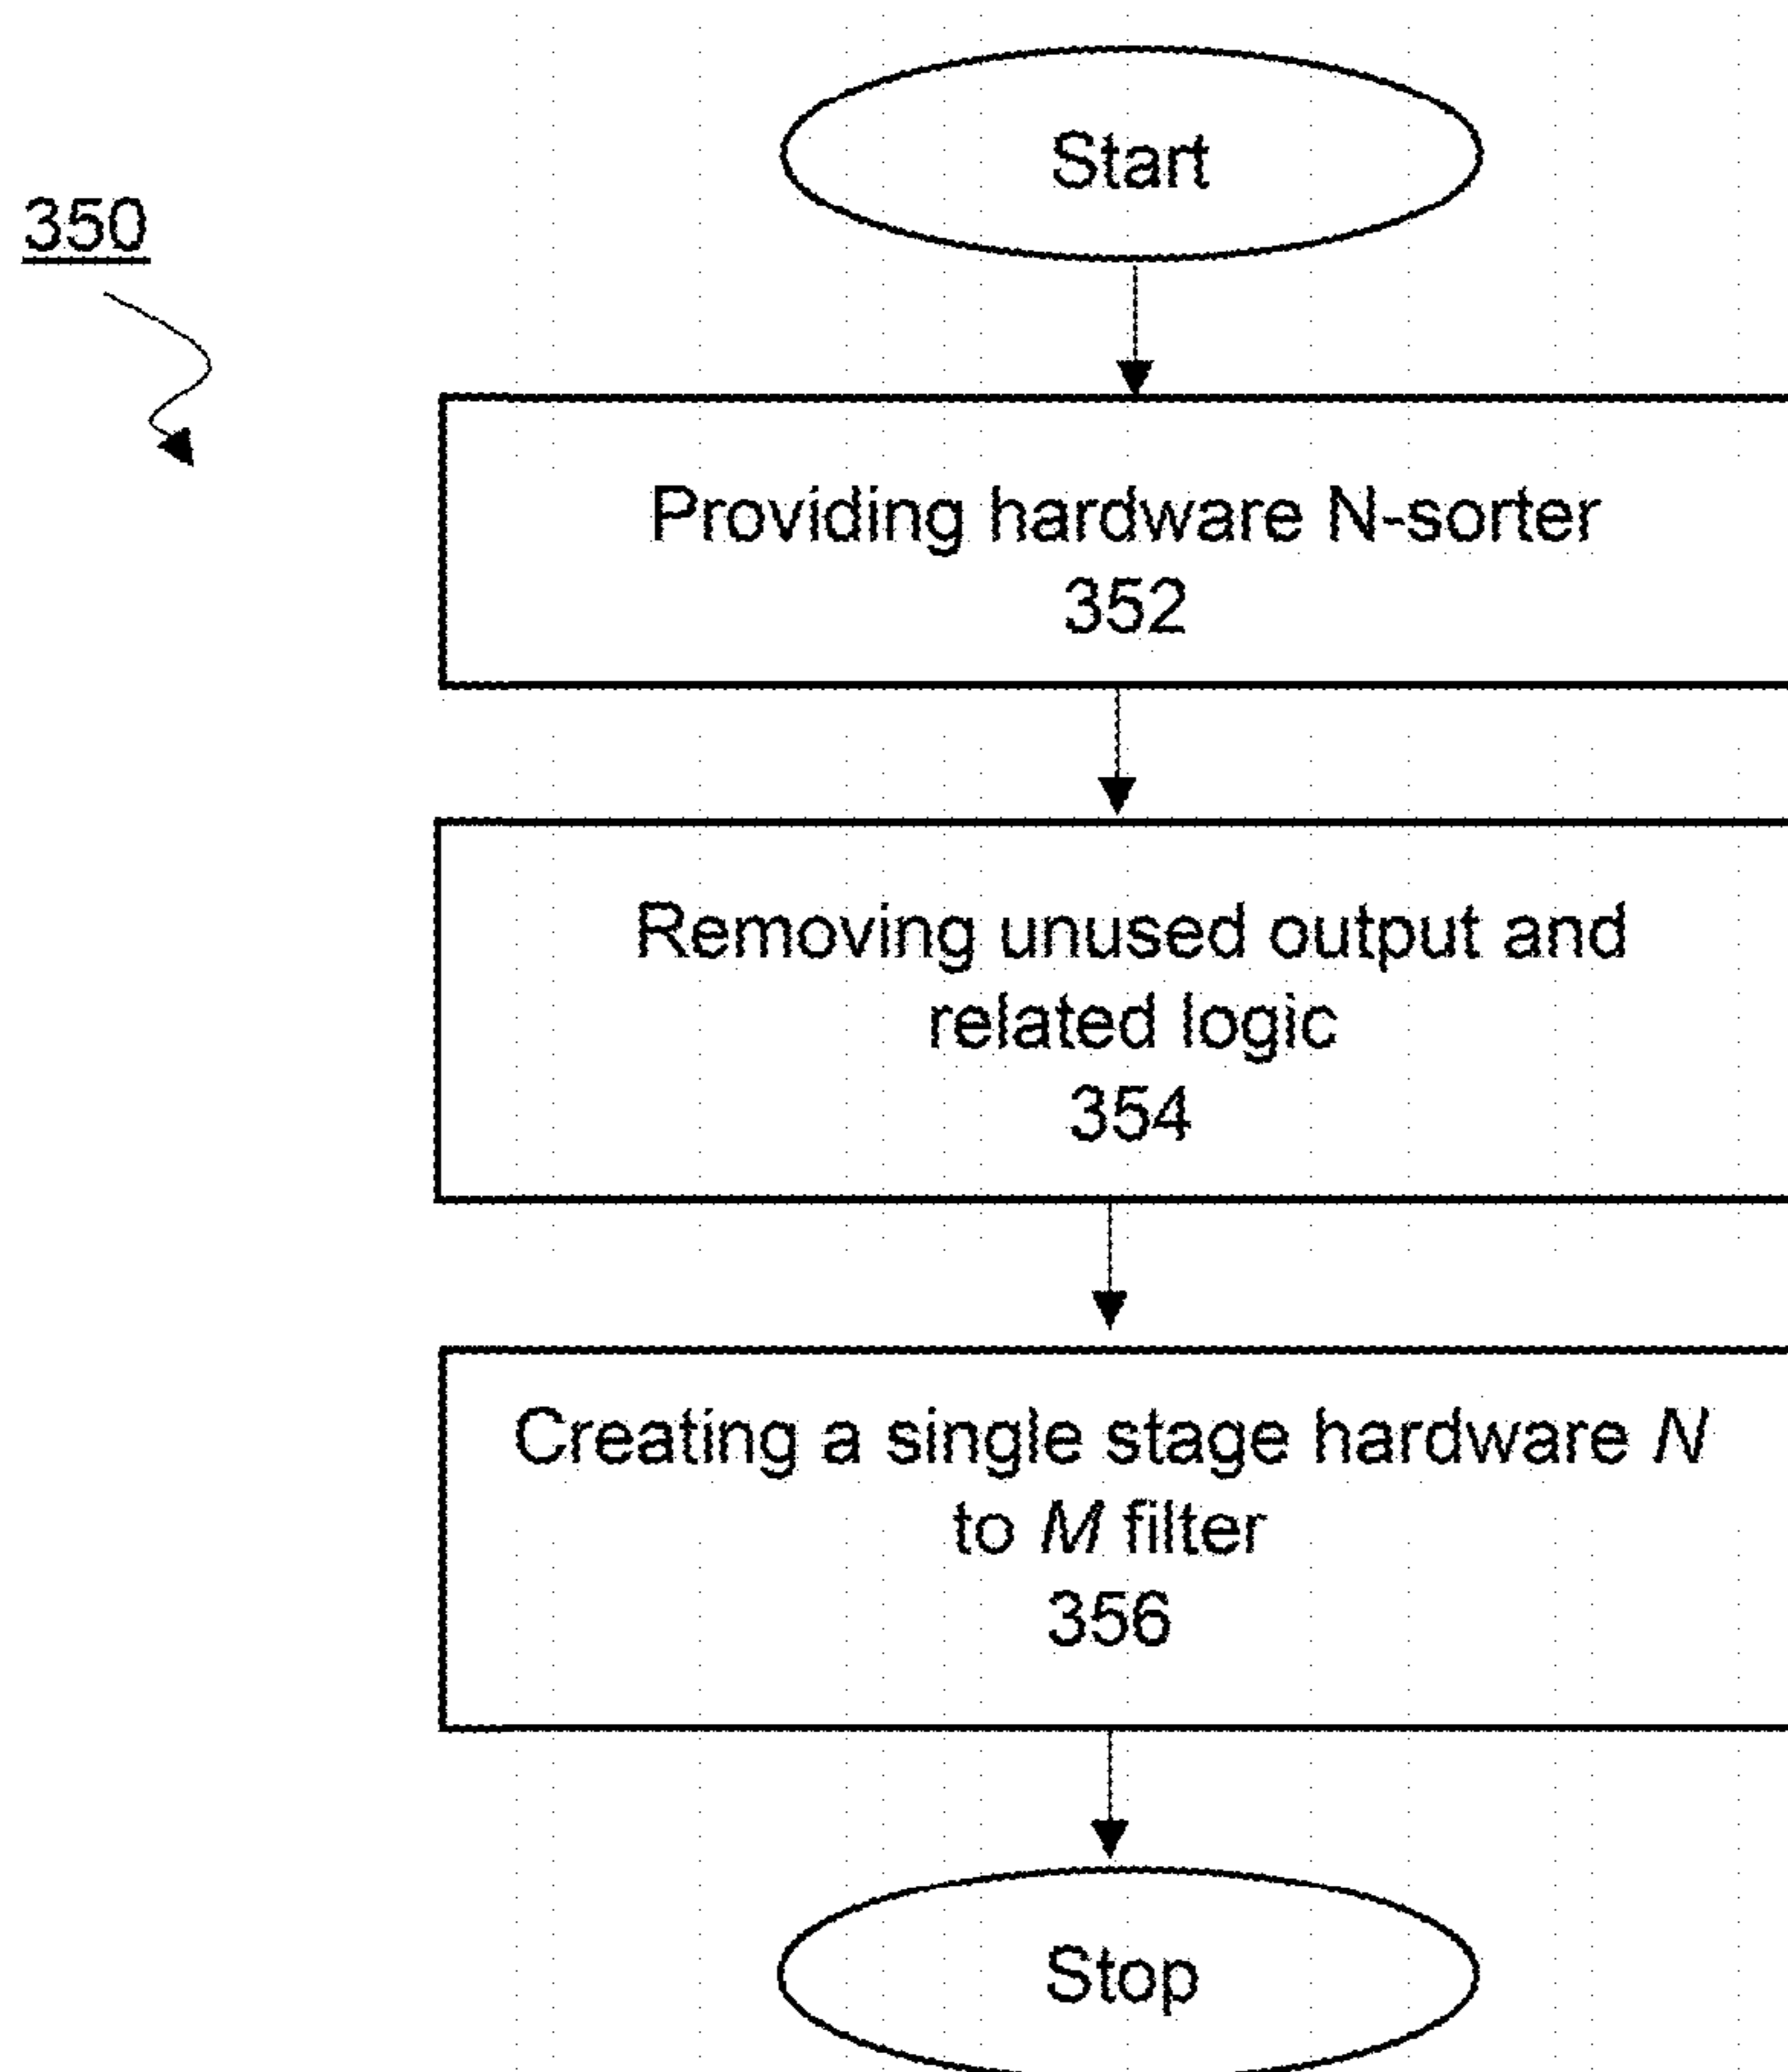 Start
350
Providing hardware N-sorter
352
Removing unused output and
related logic
354
Creating a single stage hardware N
to M filter
356
Stop